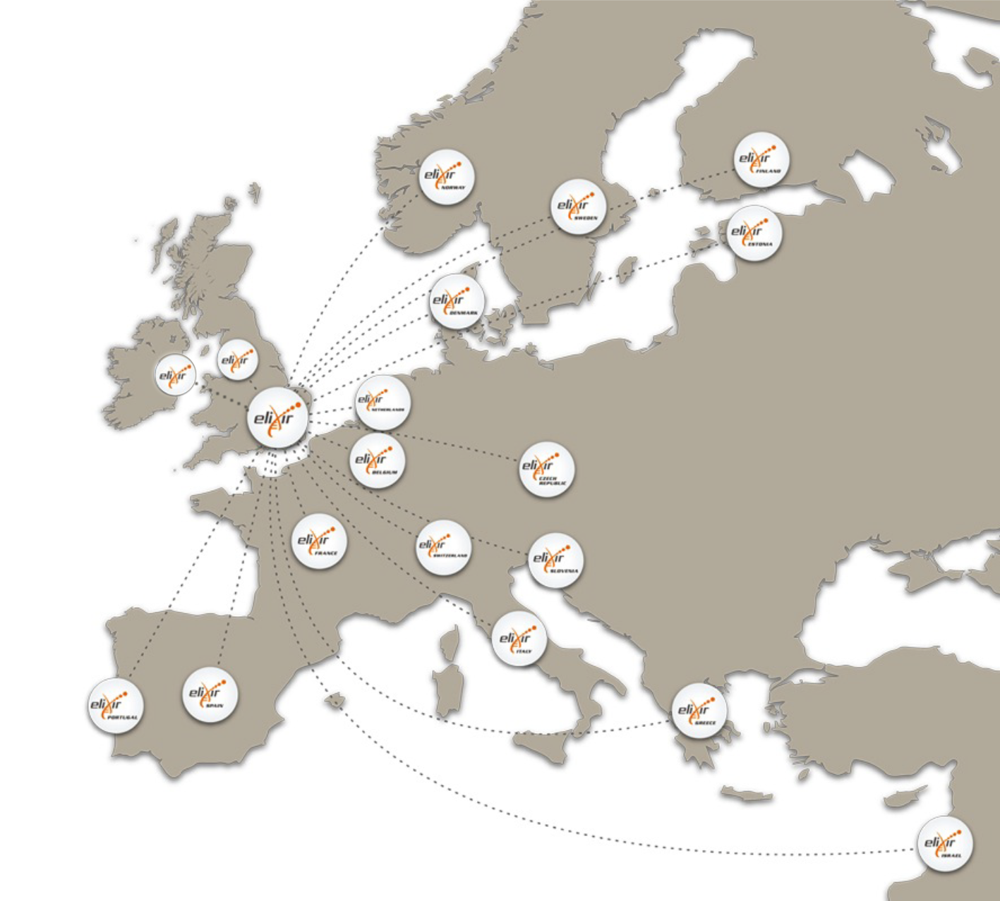 elixir
NORWAY
elixir
FINLAND
elixir
SWEDEN
elixir
ESTONIA
elixir
DENMARK
elixir
elixir
elixir
NETHERLANDS
elixir
elixir
BELGIUM
elixir
CZECH
REPUBLIC
elixir
FRANCE
elixir
SWITZERLAND
elixir
SLOVENIA
elixir
ITALY
elixir
PORTUGAL
elixir
SPAIN
elixir
GREECE
elixir
ISRAEL